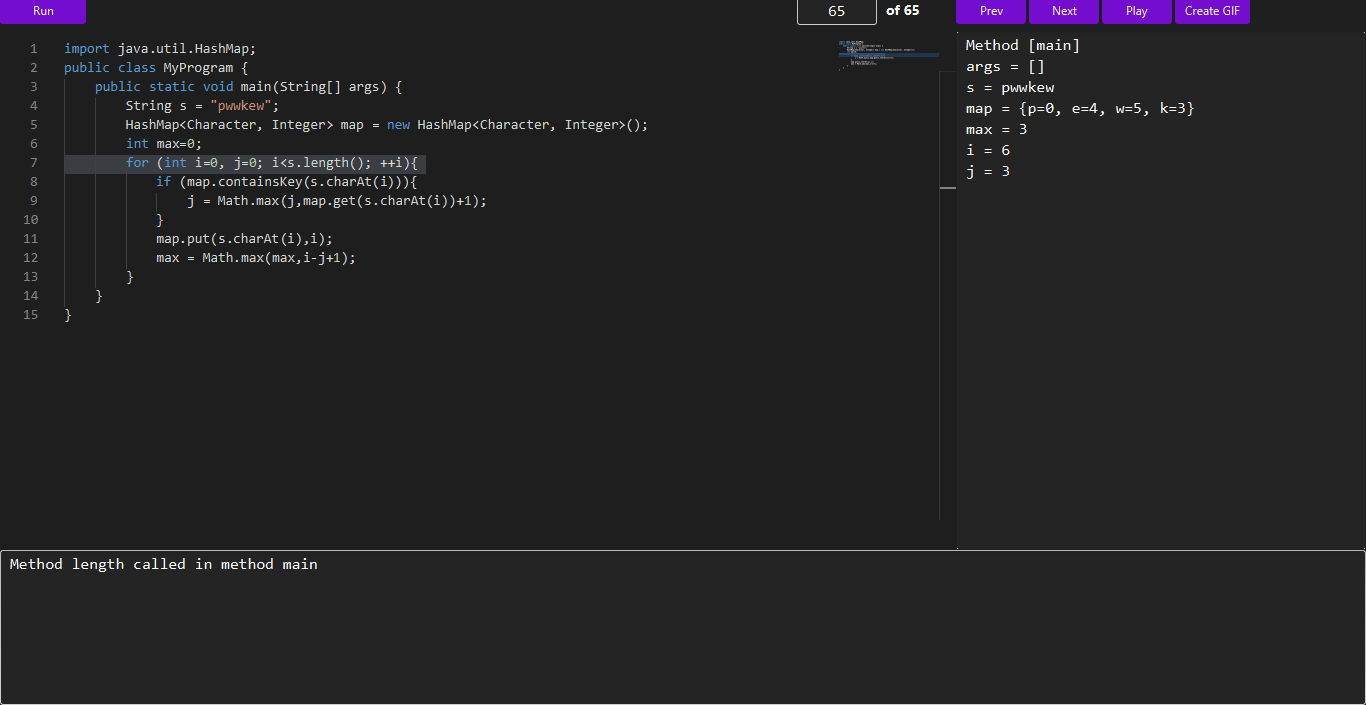 Run
65 of 65
Prev Next Play Create GIF
1 import java.util.HashMap;
2 public class MyProgram {
3 public static void main(String[] args) {
4 String s = "pwwkew";
5 HashMap<Character, Integer> map = new HashMap<Character, Integer>();
6 int max=0;
7 for (int i=0, j=0; i<s.length(); ++i){
8 if (map.containsKey(s.charAt(i))){
9 j = Math.max(j,map.get(s.charAt(i))+1);
10 }
11 map.put(s.charAt(i),i);
12 max = Math.max(max,i-j+1);
13 }
14 }
15 }
Method [main]
args = []
s = pwwkew
map = {p=0, e=4, w=5, k=3}
max = 3
i = 6
j = 3
Method length called in method main